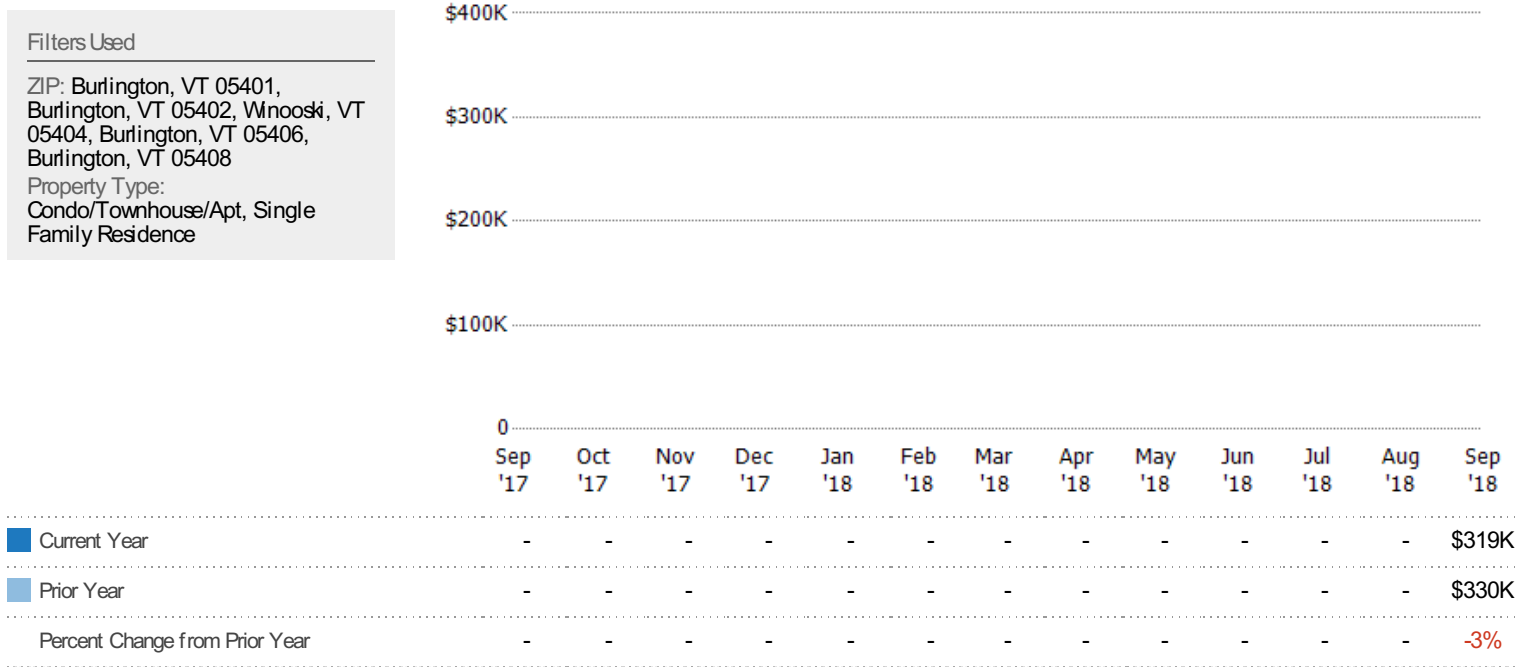 Filters Used
ZIP: Burlington, VT 05401,
Burlington, VT 05402, Winooski, VT
05404, Burlington, VT 05406,
Burlington, VT 05408
Property Type:
Condo/Townhouse/Apt, Single
Family Residence
$400K
$300K
$200K
$100K
0
Sep Oct Nov Dec Jan Feb Mar Apr May Jun Jul Aug Sep
'17 '17 '17 '17 '18 '18 '18 '18 '18 '18 '18 '18 '18
Current Year - - - - - - - - - - - - $319K
Prior Year - - - - - - - - - - - - $330K
Percent Change from Prior Year - - - - - - - - - - - - -3%